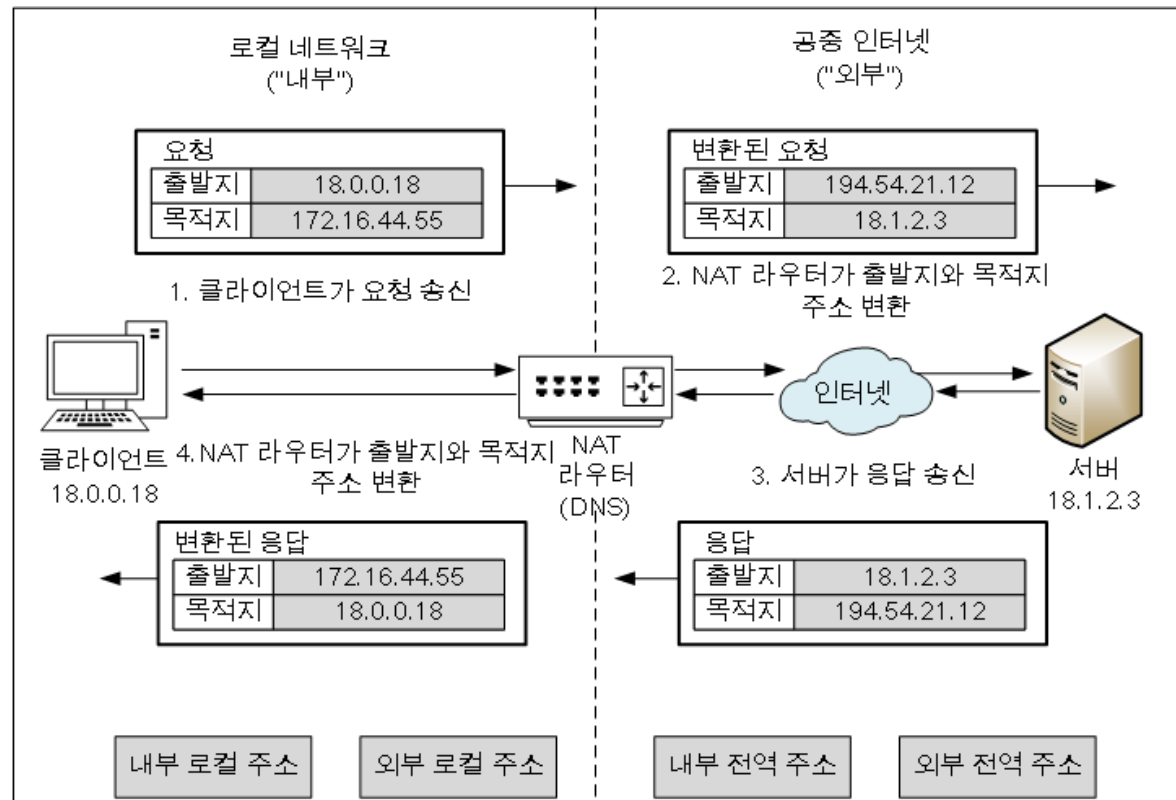 로컬 네트워크
("내부")
공중 인터넷
("외부")
요청
출발지 18.0.0.18
목적지 172.16.44.55
변환된 요청
출발지 194.54.21.12
목적지 18.1.2.3
1. 클라이언트가 요청 송신
2. NAT 라우터가 출발지와 목적지
주소 변환
인터넷
클라이언트
18.0.0.18
4. NAT 라우터가 출발지와 목적지
주소 변환
NAT
라우터
(DNS)
3. 서버가 응답 송신
서버
18.1.2.3
변환된 응답
출발지 172.16.44.55
목적지 18.0.0.18
응답
출발지 18.1.2.3
목적지 194.54.21.12
내부 로컬 주소
외부 로컬 주소
내부 전역 주소
외부 전역 주소